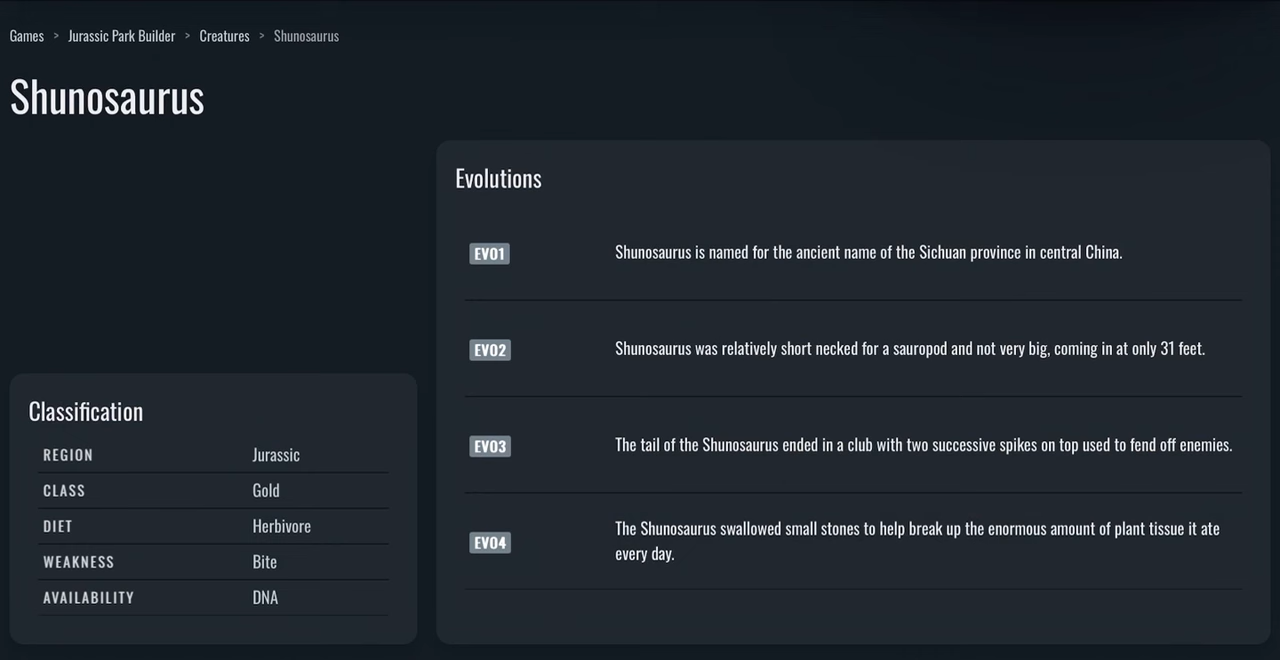 Games > Jurassic Park Builder > Creatures > Shunosaurus
Shunosaurus
Classification
REGION Jurassic
CLASS Gold
DIET Herbivore
WEAKNESS Bite
AVAILABILITY DNA
Evolutions
EVO1 Shunosaurus is named for the ancient name of the Sichuan province in central China.
EVO2 Shunosaurus was relatively short necked for a sauropod and not very big, coming in at only 31 feet.
EVO3 The tail of the Shunosaurus ended in a club with two successive spikes on top used to fend off enemies.
EVO4 The Shunosaurus swallowed small stones to help break up the enormous amount of plant tissue it ate
every day.